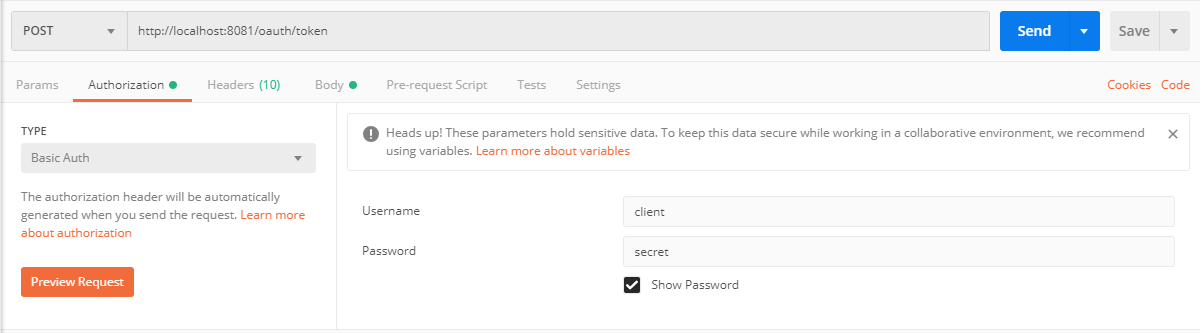 POST http://localhost:8081/oauth/token Send Save
Params Authorization Headers (10) Body Pre-request Script Tests Settings Cookies Code
TYPE
Basic Auth
The authorization header will be automatically
generated when you send the request. Learn more
about authorization
Preview Request
Heads up! These parameters hold sensitive data. To keep this data secure while working in a collaborative environment, we recommend
using variables. Learn more about variables
Username client
Password secret
Show Password